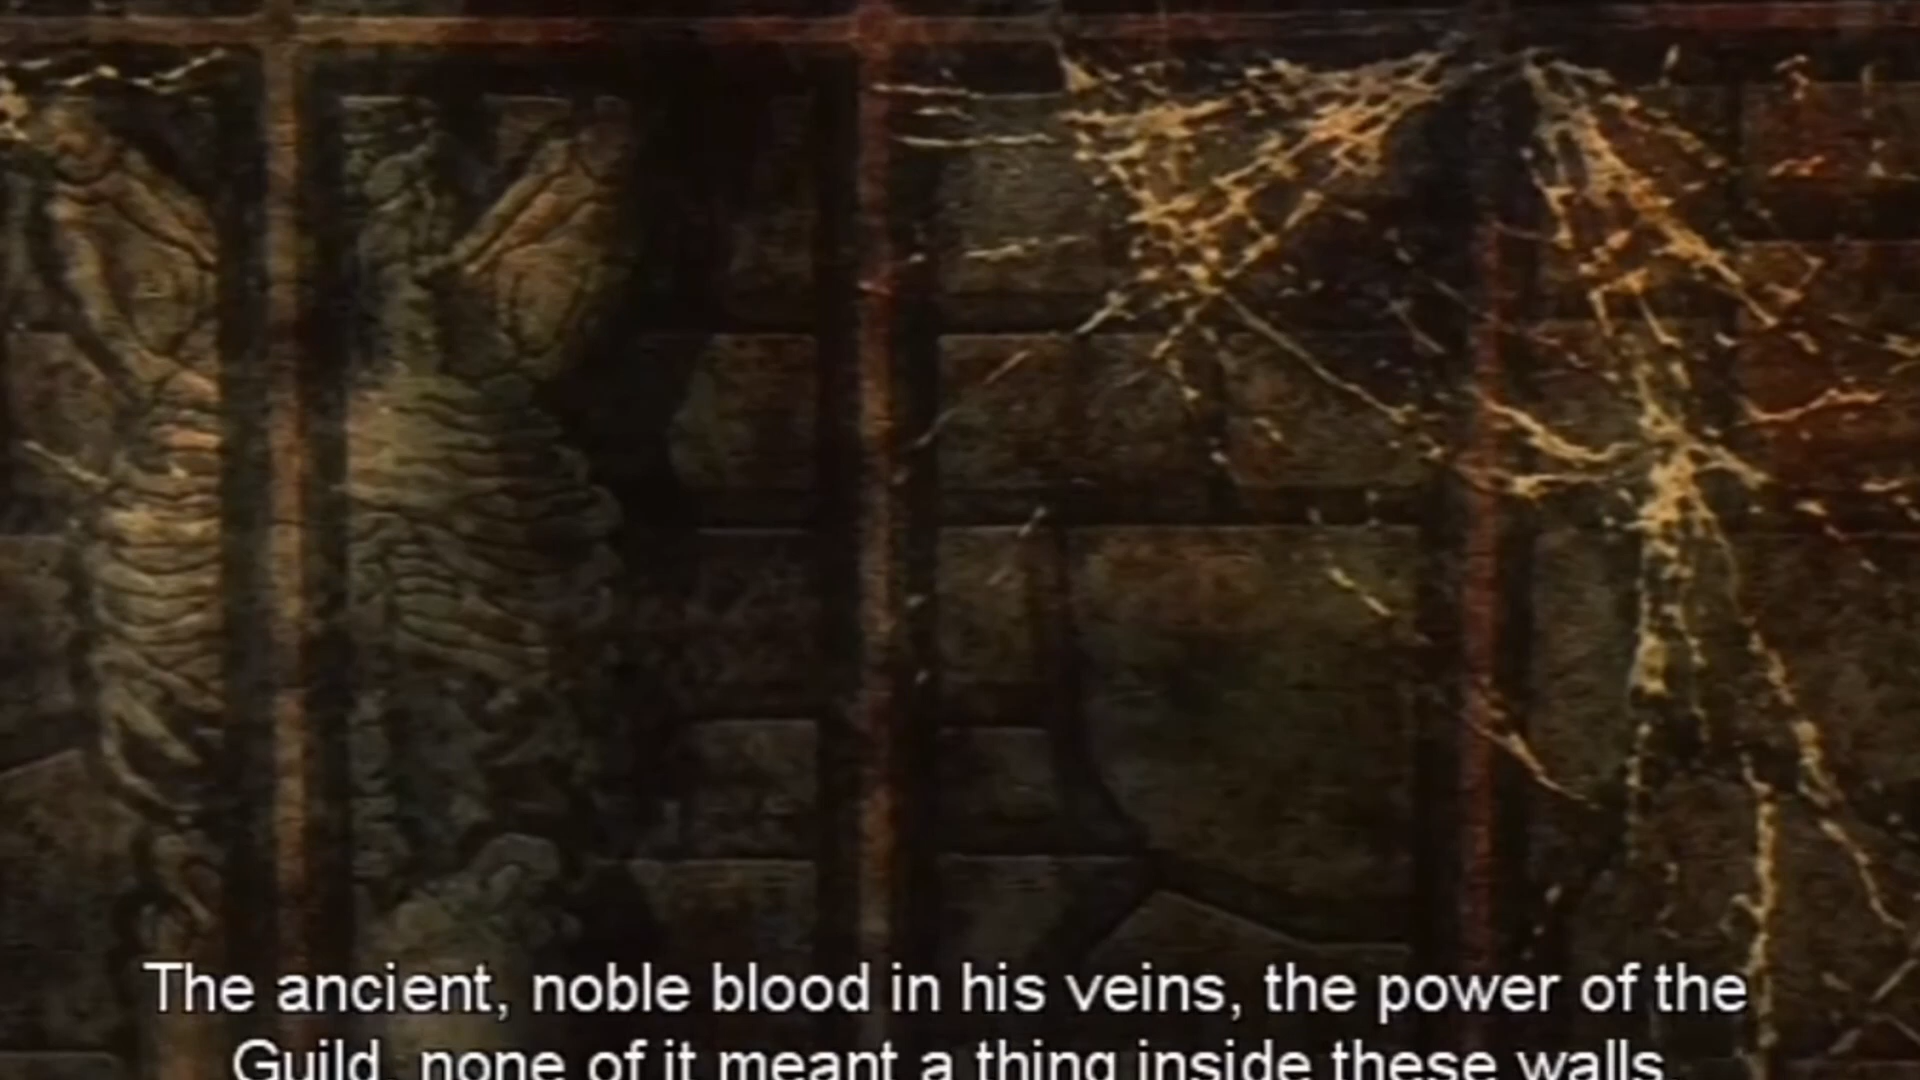 The ancient, noble blood in his veins, the power of the
Guild, none of it meant a thing inside these walls.